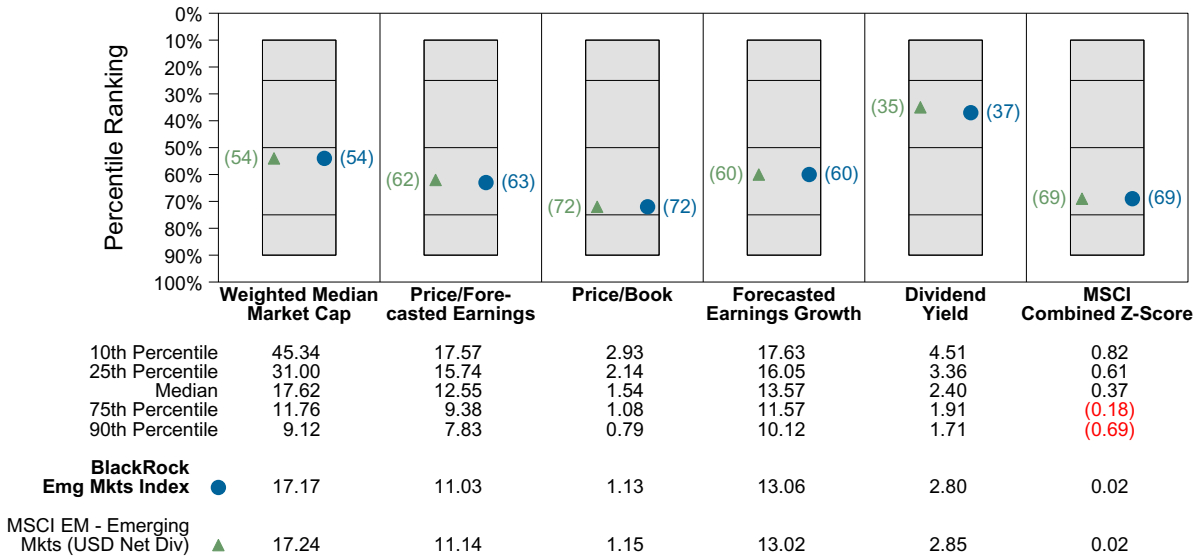 Percentile Ranking
0%
10%
20%
30%
40%
50%
60%
70%
80%
90%
100%
(54) (54)
(62) (63)
(72) (72)
(60) (60)
(35) (37)
(69) (69)
Weighted Median
Market Cap
Price/Fore-
casted Earnings
Price/Book
Forecasted
Earnings Growth
Dividend
Yield
MSCI
Combined Z-Score
10th Percentile 45.34 17.57 2.93 17.63 4.51 0.82
25th Percentile 31.00 15.74 2.14 16.05 3.36 0.61
Median 17.62 12.55 1.54 13.57 2.40 0.37
75th Percentile 11.76 9.38 1.08 11.57 1.91 (0.18)
90th Percentile 9.12 7.83 0.79 10.12 1.71 (0.69)
BlackRock
Emg Mkts Index 17.17 11.03 1.13 13.06 2.80 0.02
MSCI EM - Emerging
Mkts (USD Net Div) 17.24 11.14 1.15 13.02 2.85 0.02